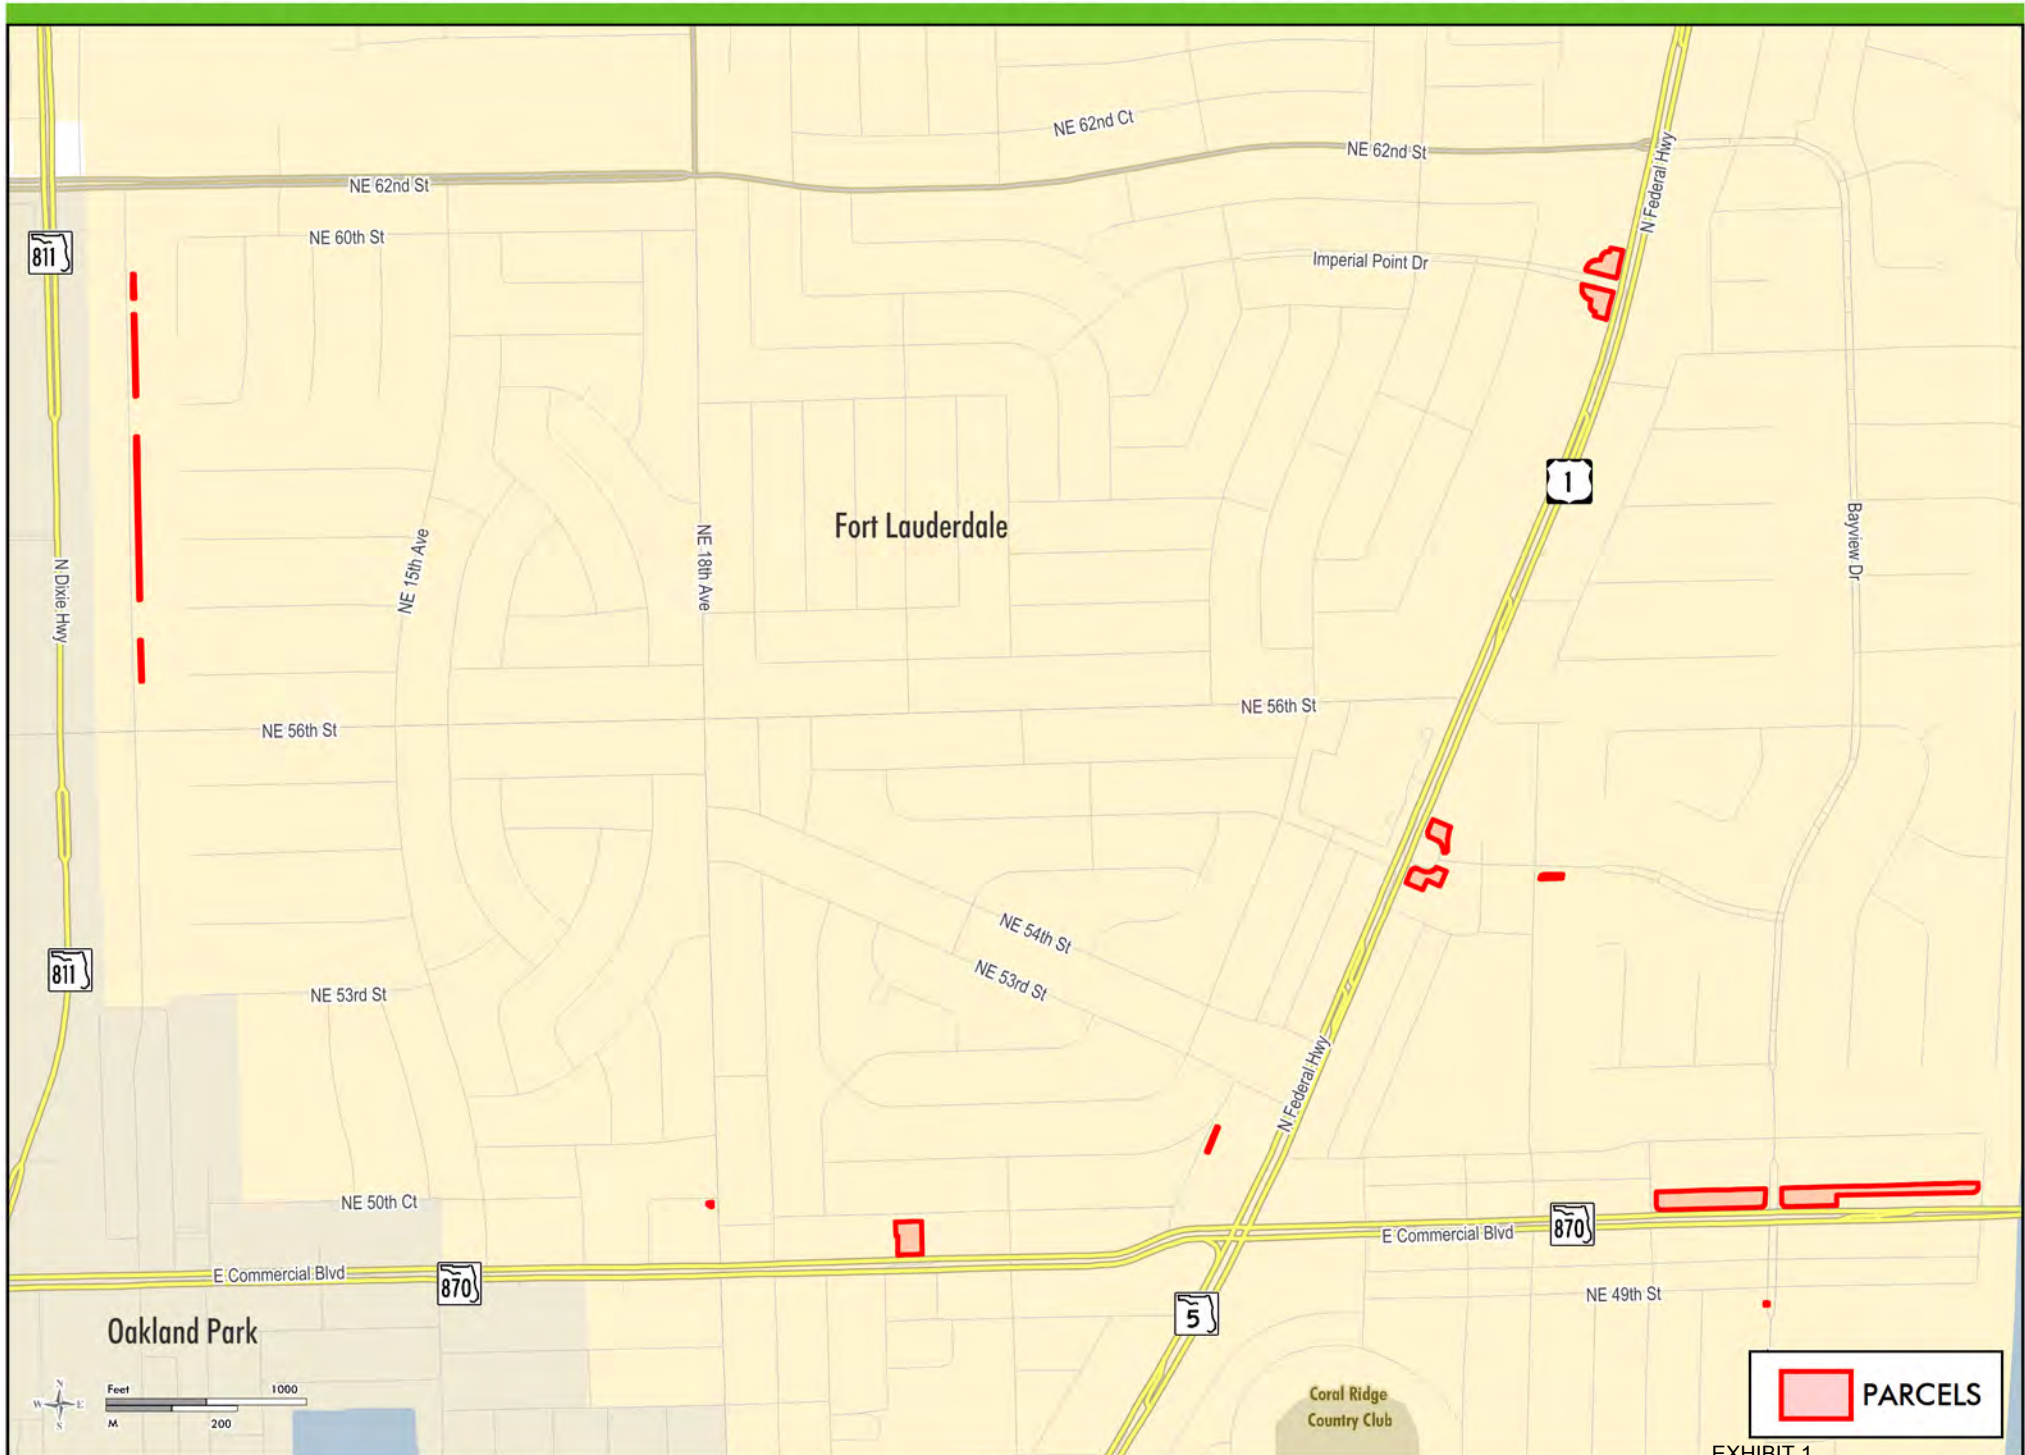 NE 62nd Ct
NE 62nd St
N Federal Hwy
NE 62nd St
NE 60th St
811
Imperial Point Dr
1
Fort Lauderdale
N Dixie Hwy
NE 15th Ave
NE 18th Ave
Bayview Dr
NE 56th St
NE 56th St
NE 54th St
NE 53rd St
811
NE 53rd St
N Federal Hwy
NE 50th Ct
E Commercial Blvd
870
E Commercial Blvd
870
NE 49th St
5
Oakland Park
Coral Ridge
Country Club
N
W E
S
Feet 1000
M 200
PARCELS
EXHIBIT 1